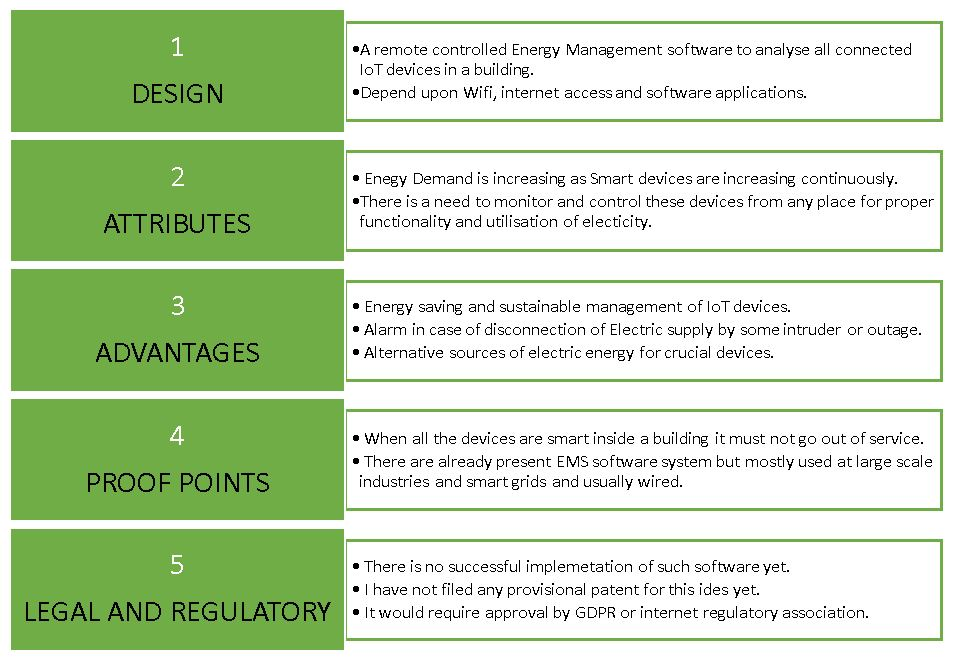 1
DESIGN
•A remote controlled Energy Management software to analyse all connected
IoT devices in a building.
•Depend upon Wifi, internet access and software applications.
2
ATTRIBUTES
• Enegy Demand is increasing as Smart devices are increasing continuously.
•There is a need to monitor and control these devices from any place for proper
functionality and utilisation of electicity.
3
ADVANTAGES
• Energy saving and sustainable management of IoT devices.
• Alarm in case of disconnection of Electric supply by some intruder or outage.
• Alternative sources of electric energy for crucial devices.
4
PROOF POINTS
• When all the devices are smart inside a building it must not go out of service.
• There are already present EMS software system but mostly used at large scale
industries and smart grids and usually wired.
5
LEGAL AND REGULATORY
• There is no successful implemetation of such software yet.
• I have not filed any provisional patent for this ides yet.
• It would require approval by GDPR or internet regulatory association.